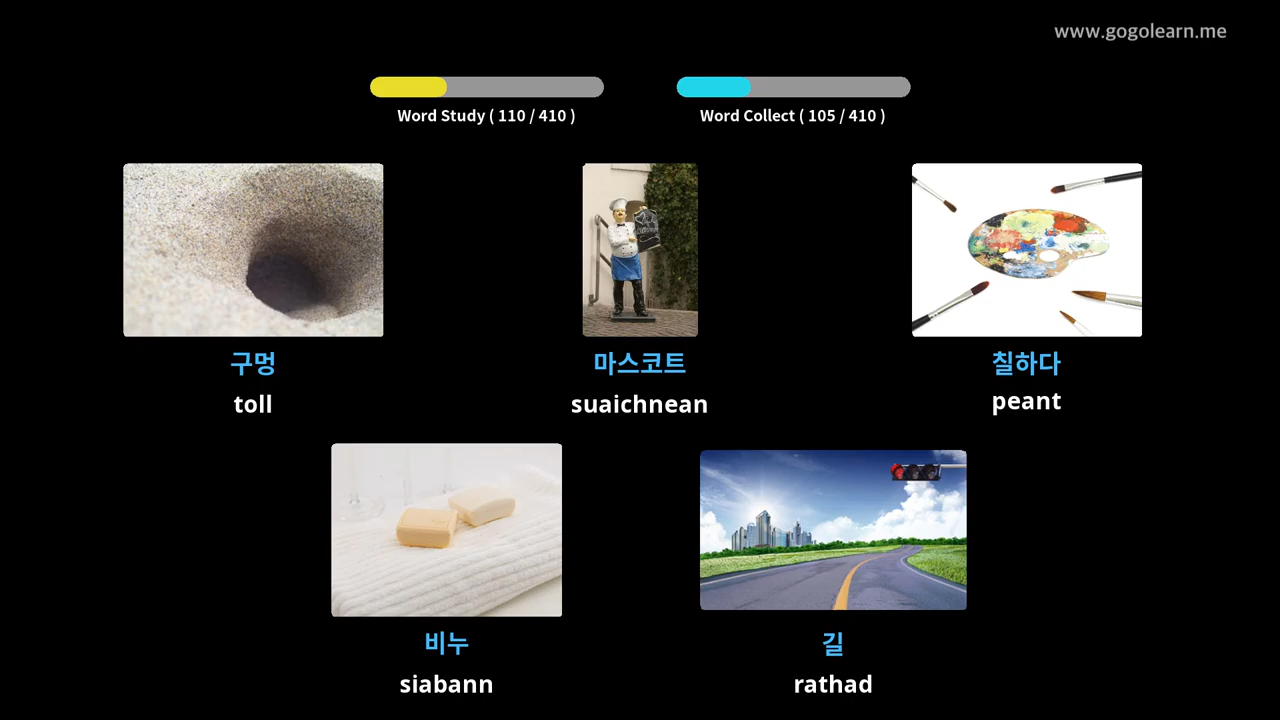 www.gogolearn.me
Word Study ( 110 / 410 )
Word Collect ( 105 / 410 )
구멍
마스코트
칠하다
toll
suaichnean
peant
비누
길
siabann
rathad